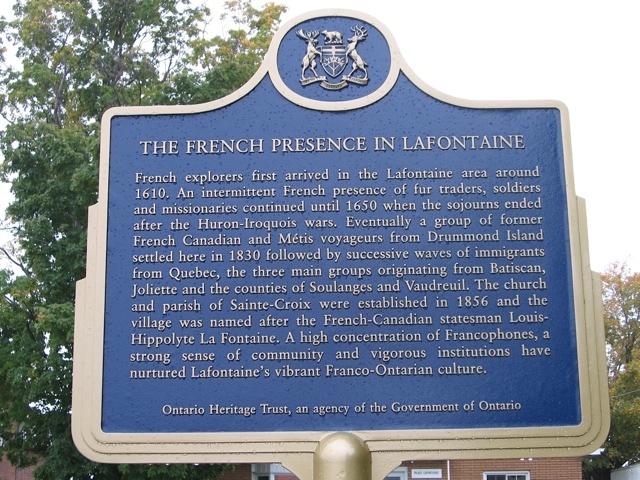 THE FRENCH PRESENCE IN LAFONTAINE
French explorers first arrived in the Lafontaine area around
1610. An intermittent French presence of fur traders, soldiers
and missionaries continued until 1650 when the sojourns ended
after the Huron-Iroquois wars. Eventually a group of former
French Canadian and Métis voyageurs from Drummond Island
settled here in 1830 followed by successive waves of immigrants
from Quebec, the three main groups originating from Batiscan,
Joliette and the counties of Soulanges and Vaudreuil. The church
and parish of Sainte-Croix were established in 1856 and the
village was named after the French-Canadian statesman Louis-
Hippolyte La Fontaine. A high concentration of Francophones, a
strong sense of community and vigorous institutions have
nurtured Lafontaine's vibrant Franco-Ontarian culture.
Ontario Heritage Trust, an agency of the Government of Ontario